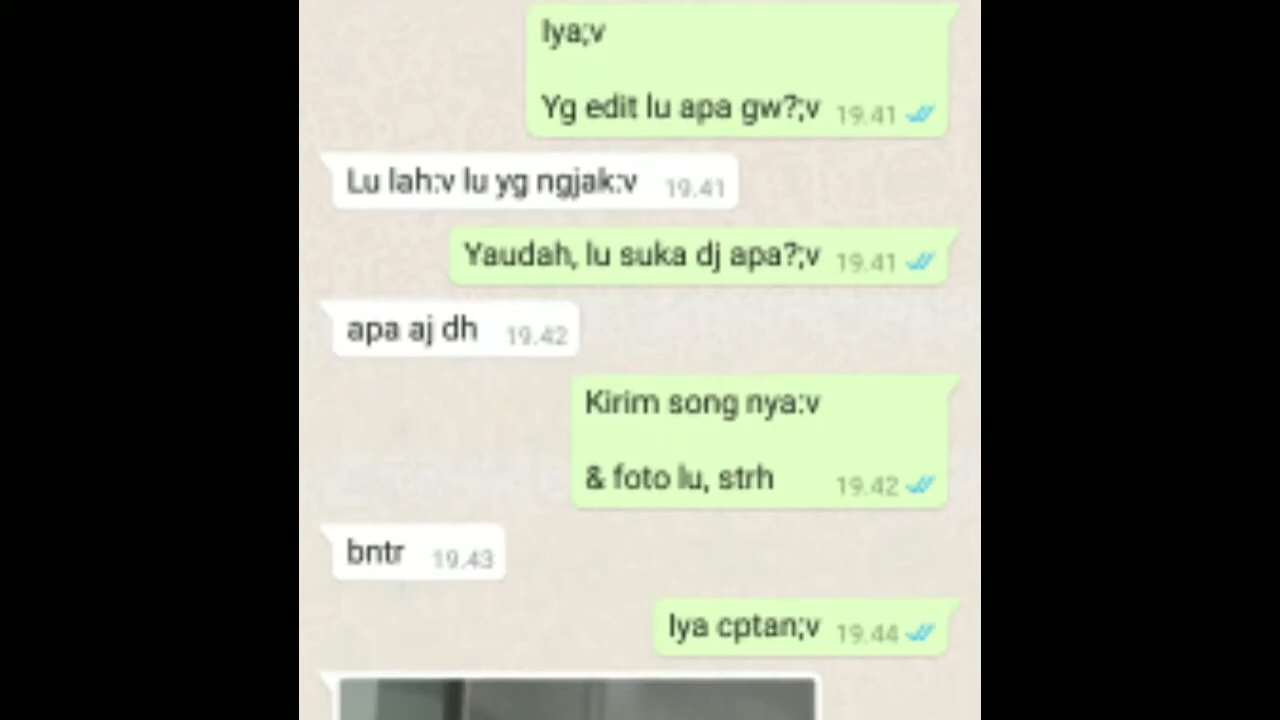 Iya;v
Yg edit lu apa gw?;v 19.41
Lu lah:v lu yg ngjak:v 19.41
Yaudah, lu suka dj apa?;v 19.41
apa aj dh 19.42
Kirim song nya:v
& foto lu, strh 19.42
bntr 19.43
Iya cptan;v 19.44